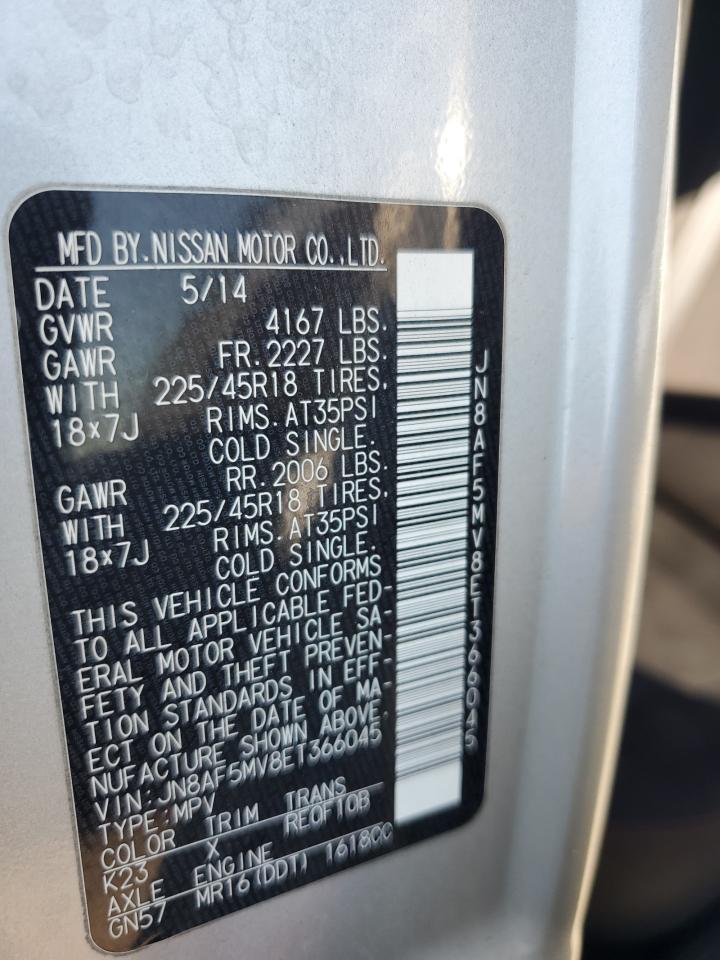 MFD BY.NISSAN MOTOR CO.,LTD.
DATE 5/14
GVWR 4167 LBS.
GAWR FR. 2227 LBS.
WITH 225/45R18 TIRES,
18×7J RIMS. AT35PSI
COLD SINGLE.
GAWR RR. 2006 LBS.
WITH 225/45R18 TIRES,
18×7J RIMS. AT35PSI
COLD SINGLE.
THIS VEHICLE CONFORMS
TO ALL APPLICABLE FED-
ERAL MOTOR VEHICLE SA-
FETY AND THEFT PREVEN-
TION STANDARDS IN EFF-
ECT ON THE DATE OF MA-
NUFACTURE SHOWN ABOVE.
VIN:JN8AF5MV8ET366045
TYPE:MPV
COLOR TRIM TRANS
K23 X RE0F10B
AXLE ENGINE
GN57 MR16(DDT) 1618CC
JN8AF5MV8ET366045